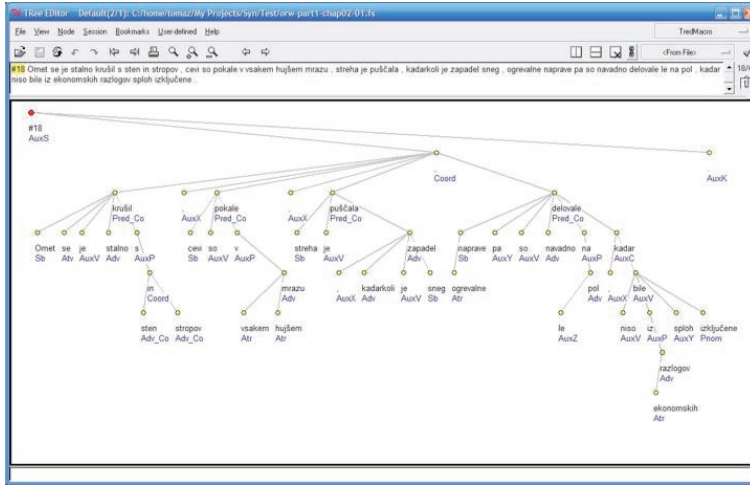 TRee EDitor Default(2/1): C:/home/tomaz/My Projects/Syn/Test/orw-part1-chap02-01.fs
File View Node Session Bookmarks User-defined Help TredMacro
<From File>
#18 Omet se je stalno krušil s sten in stropov , cevi so pokale v vsakem hujšem mrazu , streha je puščala , kadarkoli je zapadel sneg , ogrevalne naprave pa so navadno delovale le na pol , kadar
niso bile iz ekonomskih razlogov sploh izključene .
#18
AuxS
,
Coord
.
AuxK
krušil , pokale , puščala delovale
Pred_Co AuxX Pred_Co AuxX Pred_Co Pred_Co
Omet se je stalno s cevi so v streha je zapadel naprave pa so navadno na kadar
Sb Atv AuxV Adv AuxP Sb AuxV AuxP Sb AuxV Adv Sb AuxY AuxV Adv AuxP AuxC
in mrazu , kadarkoli je sneg ogrevalne pol , bile
Coord Adv AuxX Adv AuxV Sb Atr Adv AuxX AuxV
sten stropov vsakem hujšem le niso iz sploh izključene
Adv_Co Adv_Co Atr Atr AuxZ AuxV AuxP AuxY Pnom
razlogov
Adv
ekonomskih
Atr